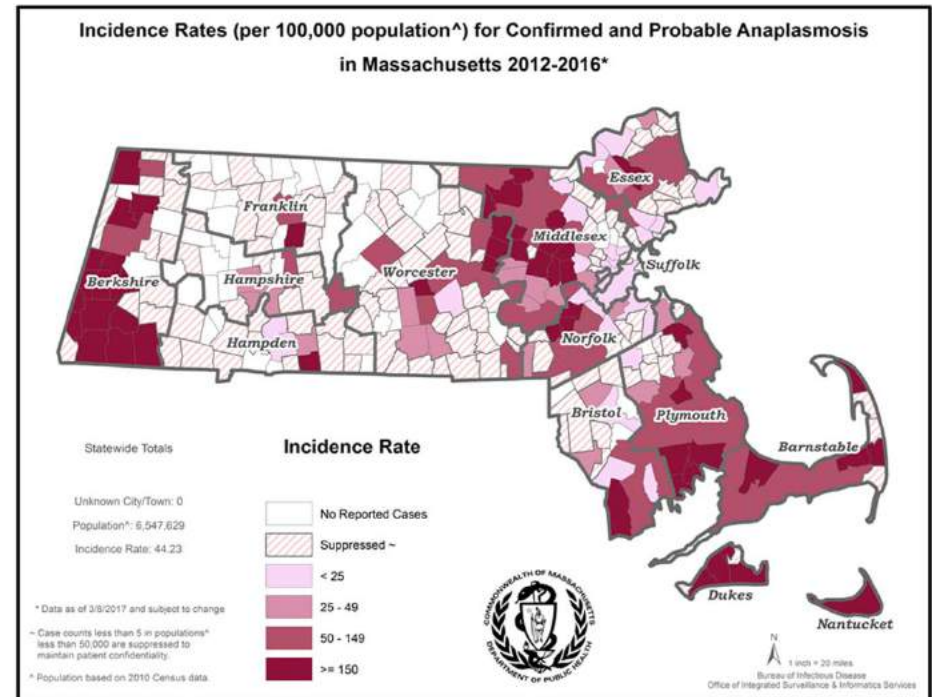 Incidence Rates (per 100,000 population^) for Confirmed and Probable Anaplasmosis
in Massachusetts 2012-2016*
Essex
Franklin
Middlesex
Suffolk
Berkshire
Hampshire
Worcester
Hampden
Norfolk
Bristol
Plymouth
Barnstable
Dukes
Nantucket
Statewide Totals
Unknown City/Town: 0
Population^: 6,547,629
Incidence Rate: 44.23
* Data as of 3/8/2017 and subject to change
~ Case counts less than 5 in populations^
less than 50,000 are suppressed to
maintain patient confidentiality.
^ Population based on 2010 Census data.
Incidence Rate
No Reported Cases
Suppressed ~
< 25
25 - 49
50 - 149
>= 150
COMMONWEALTH OF MASSACHUSETTS
DEPARTMENT OF PUBLIC HEALTH
N
1 inch = 20 miles
Bureau of Infectious Disease
Office of Integrated Surveillance & Informatics Services